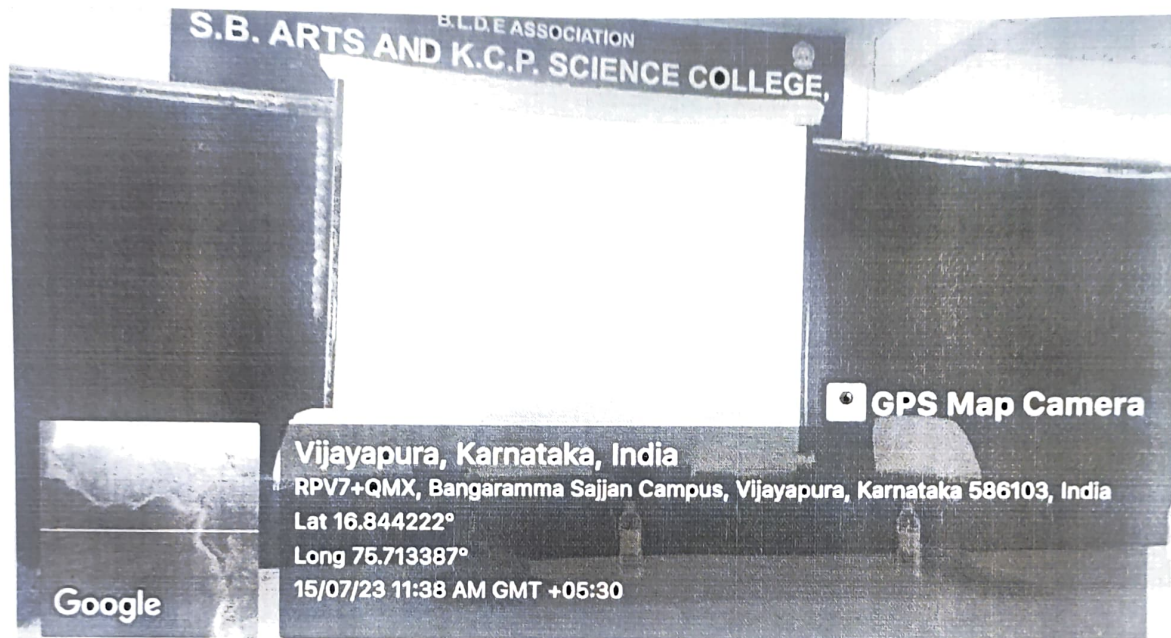 B.L.D.E ASSOCIATION
S.B. ARTS AND K.C.P. SCIENCE COLLEGE,
GPS Map Camera
Vijayapura, Karnataka, India
RPV7+QMX, Bangaramma Sajjan Campus, Vijayapura, Karnataka 586103, India
Lat 16.844222°
Long 75.713387°
15/07/23 11:38 AM GMT +05:30
Google